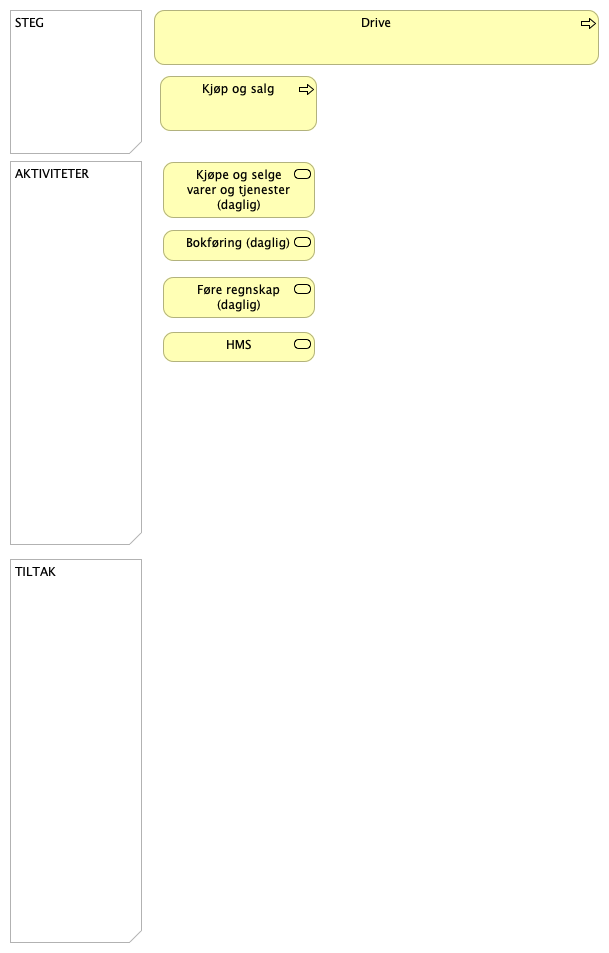 STEG
Drive
Kjøp og salg
AKTIVITETER
Kjøpe og selge
varer og tjenester
(daglig)
Bokføring (daglig)
Føre regnskap
(daglig)
HMS
TILTAK